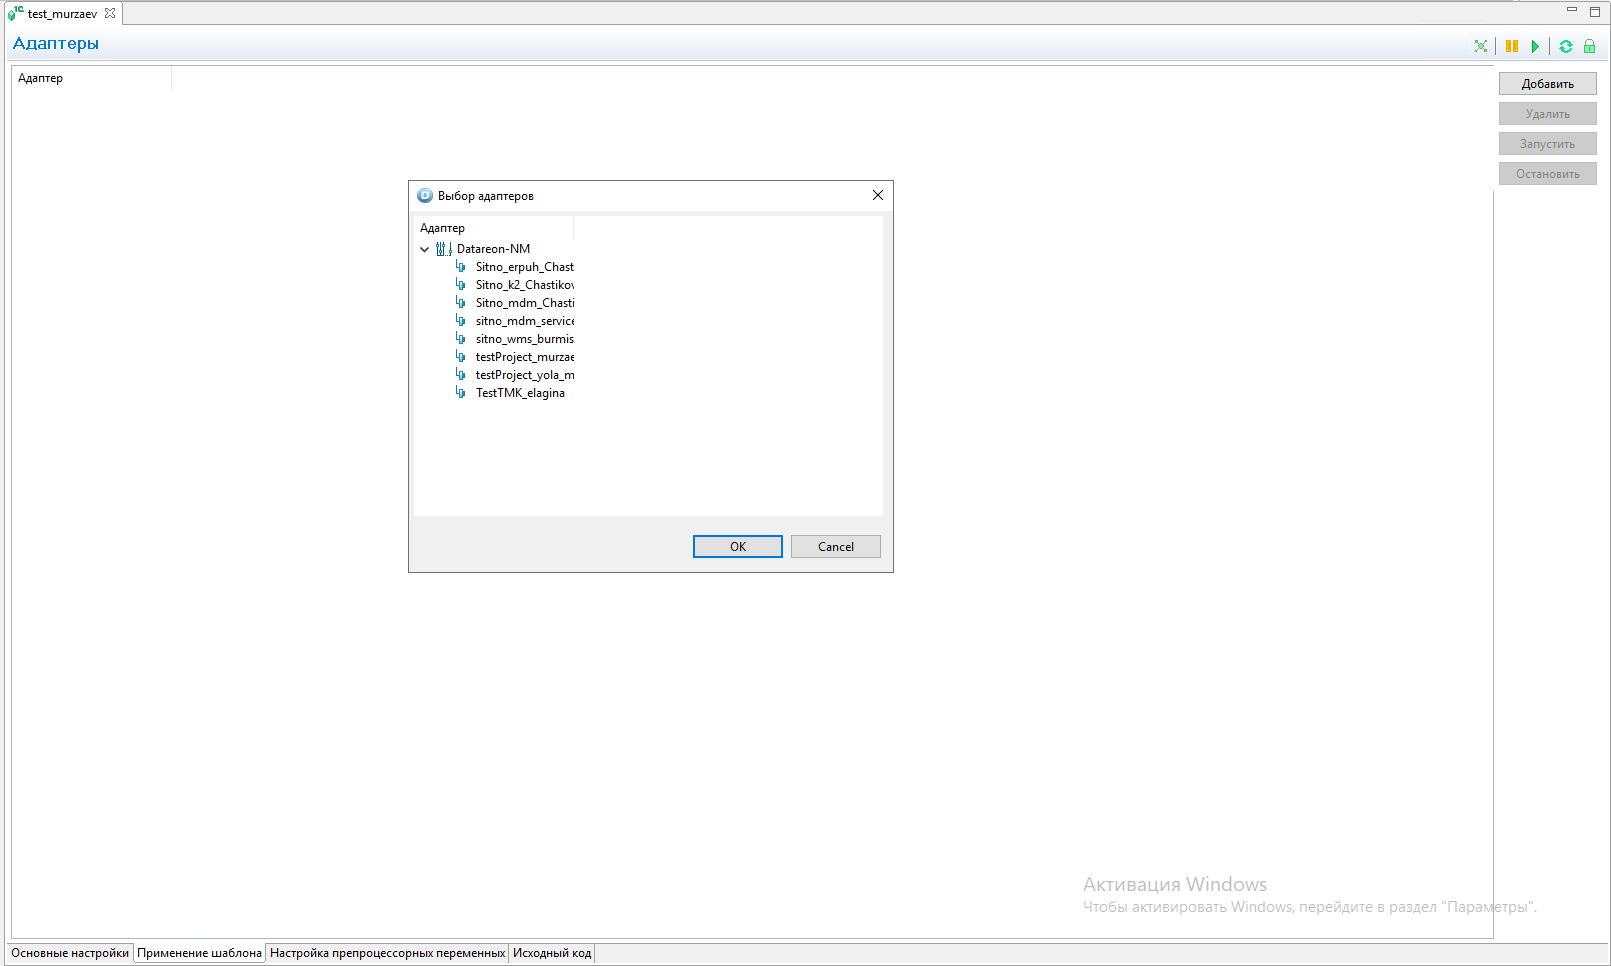 1C test_murzaev
Адаптеры
Адаптер
Добавить
Удалить
Запустить
Остановить
D Выбор адаптеров
Адаптер
Datareon-NM
Sitno_erpuh_Chast
Sitno_k2_Chastikov
Sitno_mdm_Chasti
sitno_mdm_service
sitno_wms_burmis
testProject_murzae
testProject_yola_m
TestTMK_elagina
OK Cancel
Активация Windows
Чтобы активировать Windows, перейдите в раздел "Параметры".
Основные настройки Применение шаблона Настройка препроцессорных переменных Исходный код